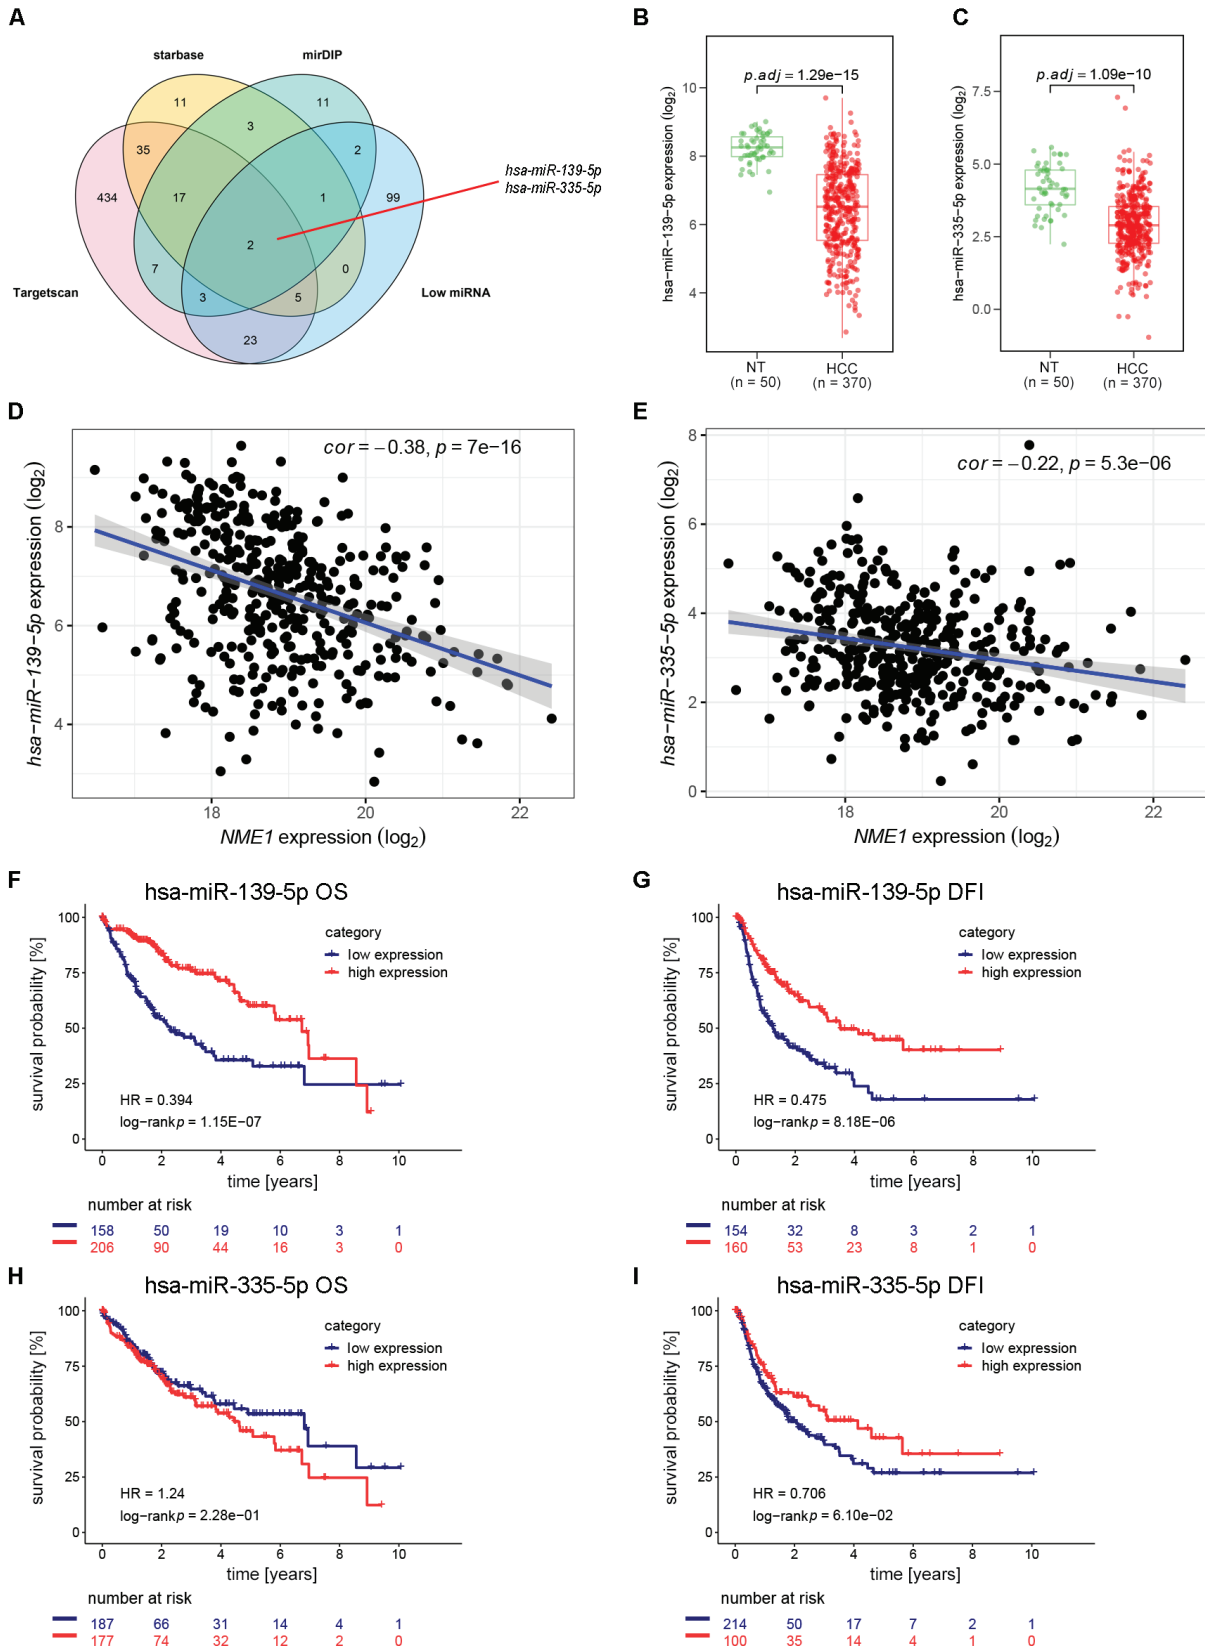 A
starbase
mirDIP
11
11
3
35
2
434
17
1
99
hsa-miR-139-5p
hsa-miR-335-5p
2
7
0
3
5
23
Targetscan
Low miRNA
B
hsa−miR−139−5p expression (log2)
10
8
6
4
p.adj = 1.29e−15
NT
(n = 50)
HCC
(n = 370)
C
hsa−miR−335−5p expression (log2)
7.5
5.0
2.5
0.0
p.adj = 1.09e−10
NT
(n = 50)
HCC
(n = 370)
D
hsa−miR−139−5p expression (log2)
8
6
4
cor = −0.38, p = 7e−16
18
20
22
NME1 expression (log2)
E
hsa−miR−335−5p expression (log2)
8
6
4
2
0
cor = −0.22, p = 5.3e−06
18
20
22
NME1 expression (log2)
F
hsa-miR-139-5p OS
survival probability [%]
100
75
50
25
0
category
low expression
high expression
HR = 0.394
log−rank p = 1.15E−07
0 2 4 6 8 10
time [years]
number at risk
158 50 19 10 3 1
206 90 44 16 3 0
G
hsa-miR-139-5p DFI
survival probability [%]
100
75
50
25
0
category
low expression
high expression
HR = 0.475
log−rank p = 8.18E−06
0 2 4 6 8 10
time [years]
number at risk
154 32 8 3 2 1
160 53 23 8 1 0
H
hsa-miR-335-5p OS
survival probability [%]
100
75
50
25
0
category
low expression
high expression
HR = 1.24
log−rank p = 2.28e−01
0 2 4 6 8 10
time [years]
number at risk
187 66 31 14 4 1
177 74 32 12 2 0
I
hsa-miR-335-5p DFI
survival probability [%]
100
75
50
25
0
category
low expression
high expression
HR = 0.706
log−rank p = 6.10e−02
0 2 4 6 8 10
time [years]
number at risk
214 50 17 7 2 1
100 35 14 4 1 0